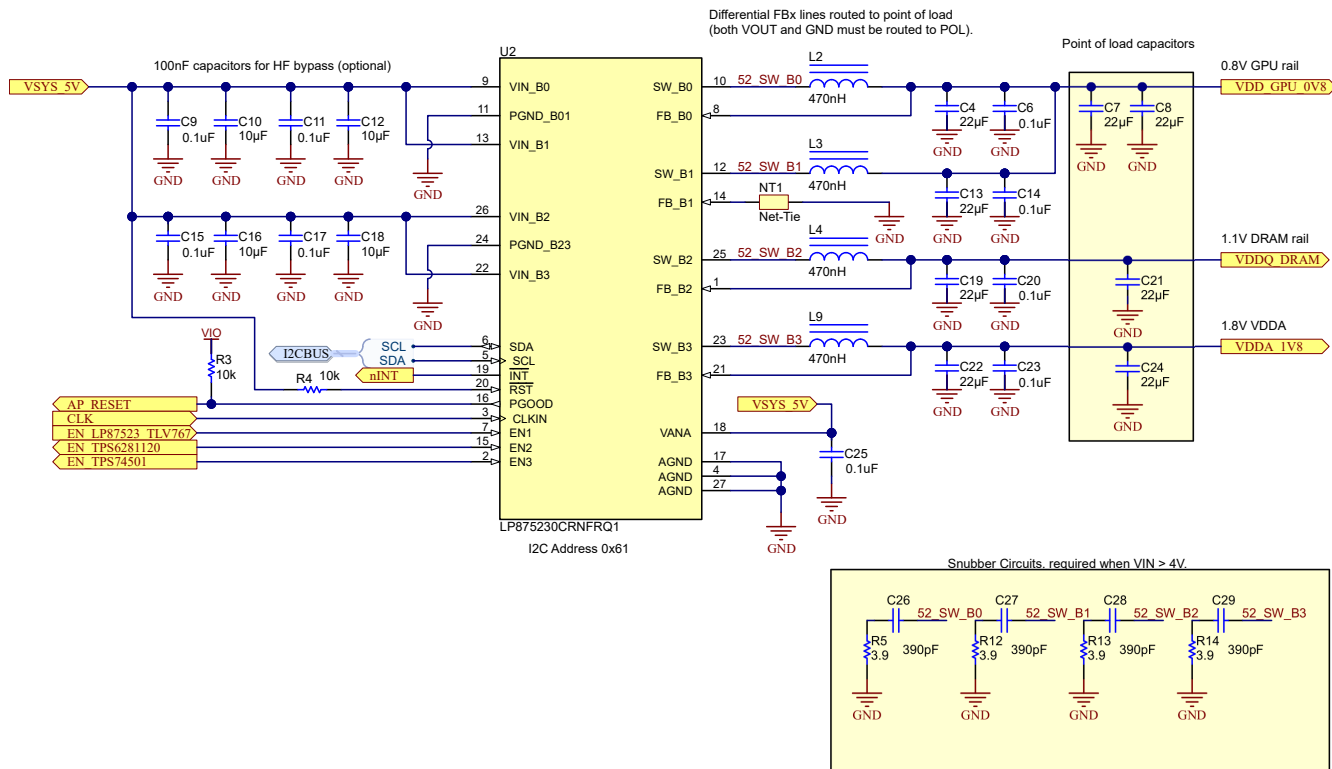 Differential FBx lines routed to point of load
(both VOUT and GND must be routed to POL).
Point of load capacitors
100nF capacitors for HF bypass (optional)
U2
VSYS_5V
C9
0.1uF
GND
C10
10µF
GND
C11
0.1uF
GND
C12
10µF
GND
C15
0.1uF
GND
C16
10µF
GND
C17
0.1uF
GND
C18
10µF
GND
GND
GND
9 VIN_B0
11 PGND_B01
13 VIN_B1
26 VIN_B2
24 PGND_B23
22 VIN_B3
6 SDA
5 SCL
19 INT
20 RST
16 PGOOD
3 CLKIN
7 EN1
15 EN2
2 EN3
VIO
R3
10k
R4 10k
I2CBUS
SCL
SDA
nINT
AP_RESET
CLK
EN_LP87523_TLV767
EN_TPS6281120
EN_TPS74501
SW_B0 10 52_SW_B0
FB_B0 8
SW_B1 12 52_SW_B1
FB_B1 14
SW_B2 25 52_SW_B2
FB_B2 1
SW_B3 23 52_SW_B3
FB_B3 21
VANA 18
AGND 17
AGND 4
AGND 27
LP875230CRNFRQ1
I2C Address 0x61
L2
470nH
L3
470nH
NT1
Net-Tie
GND
L4
470nH
L9
470nH
C4
22µF
GND
C6
0.1uF
GND
C7
22µF
GND
C8
22µF
GND
C13
22µF
GND
C14
0.1uF
GND
C19
22µF
GND
C20
0.1uF
GND
C21
22µF
GND
C22
22µF
GND
C23
0.1uF
GND
C24
22µF
GND
0.8V GPU rail
VDD_GPU_0V8
1.1V DRAM rail
VDDQ_DRAM
1.8V VDDA
VDDA_1V8
VSYS_5V
C25
0.1uF
GND
GND
Snubber Circuits, required when VIN > 4V.
C26
52_SW_B0
R5
3.9
390pF
GND
C27
52_SW_B1
R12
3.9
390pF
GND
C28
52_SW_B2
R13
3.9
390pF
GND
C29
52_SW_B3
R14
3.9
390pF
GND